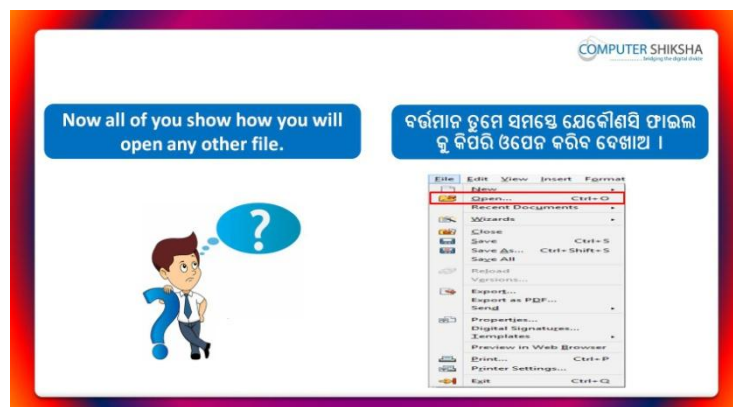 COMPUTER SHIKSHA
bridging the digital divide
Now all of you show how you will
open any other file.
ବର୍ତ୍ତମାନ ତୁମେ ସମସ୍ତେ ଯେକୌଣସି ଫାଇଲ
କୁ କିପରି ଓପେନ କରିବ ଦେଖାଅ ।
File Edit View Insert Format
New
Open... Ctrl+O
Recent Documents
Wizards
Close
Save Ctrl+S
Save As... Ctrl+Shift+S
Save All
Reload
Versions...
Export...
Export as PDF...
Send
Properties...
Digital Signatures...
Templates
Preview in Web Browser
Print... Ctrl+P
Printer Settings...
Exit Ctrl+Q